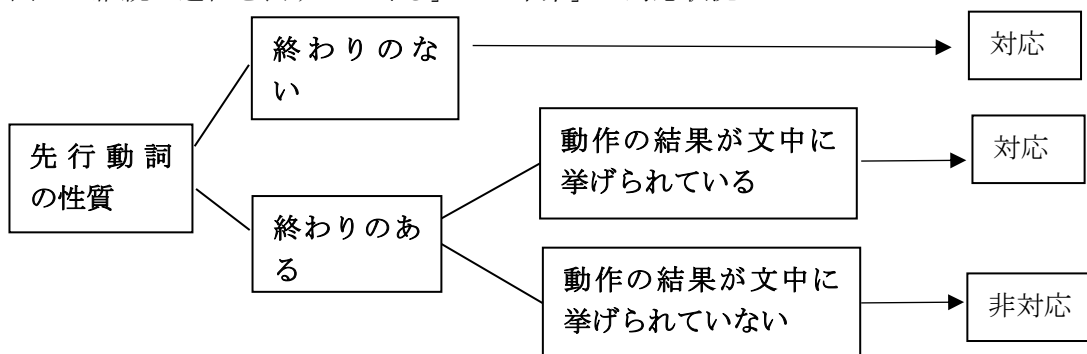 終わりのな
い
対応
先行動詞
の性質
動作の結果が文中に
挙げられている
対応
終わりのあ
る
動作の結果が文中に
挙げられていない
非対応